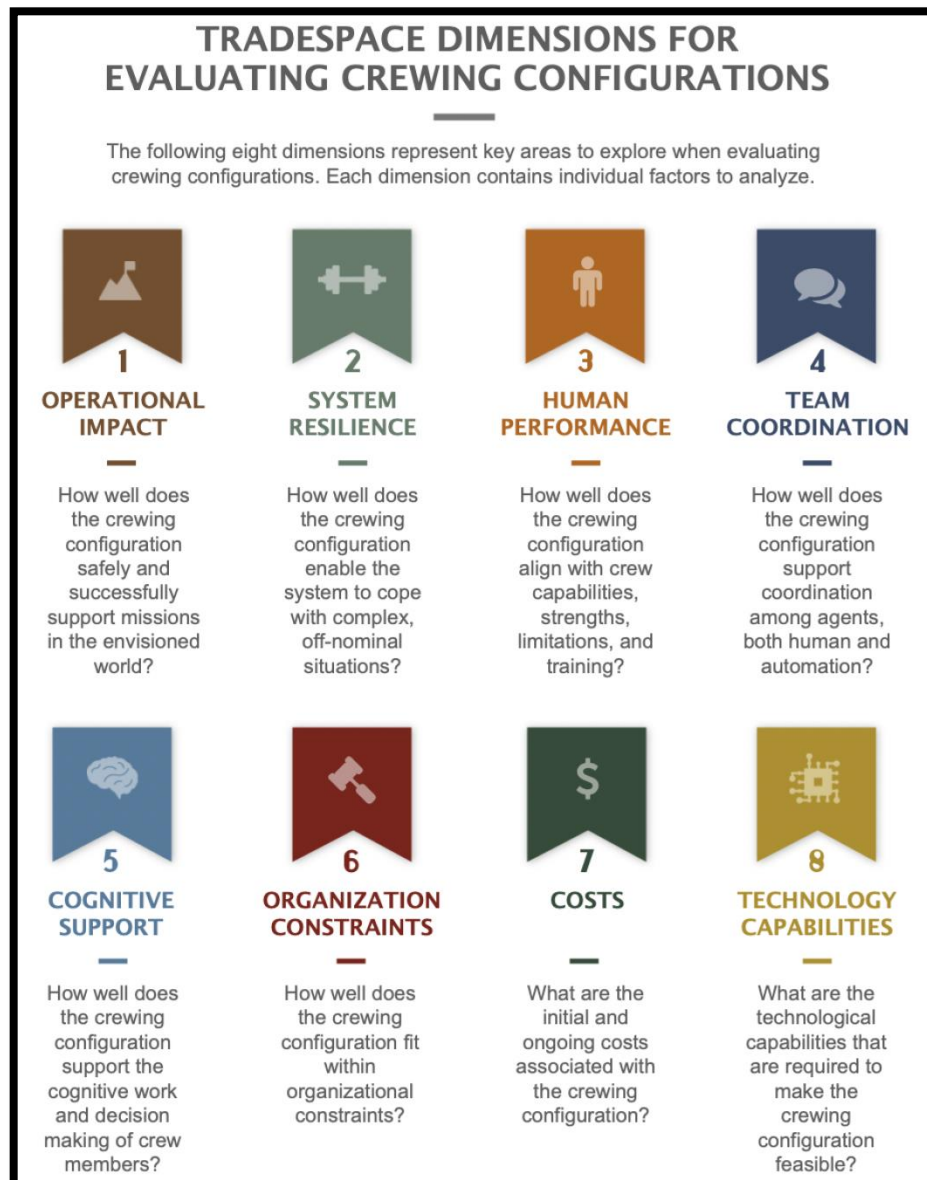 TRADESPACE DIMENSIONS FOR
EVALUATING CREWING CONFIGURATIONS
The following eight dimensions represent key areas to explore when evaluating
crewing configurations. Each dimension contains individual factors to analyze.
1
OPERATIONAL
IMPACT
How well does
the crewing
configuration
safely and
successfully
support missions
in the envisioned
world?
2
SYSTEM
RESILIENCE
How well does
the crewing
configuration
enable the
system to cope
with complex,
off-nominal
situations?
3
HUMAN
PERFORMANCE
How well does
the crewing
configuration
align with crew
capabilities,
strengths,
limitations, and
training?
4
TEAM
COORDINATION
How well does
the crewing
configuration
support
coordination
among agents,
both human and
automation?
5
COGNITIVE
SUPPORT
How well does
the crewing
configuration
support the
cognitive work
and decision
making of crew
members?
6
ORGANIZATION
CONSTRAINTS
How well does
the crewing
configuration fit
within
organizational
constraints?
$
7
COSTS
What are the
initial and
ongoing costs
associated with
the crewing
configuration?
8
TECHNOLOGY
CAPABILITIES
What are the
technological
capabilities that
are required to
make the
crewing
configuration
feasible?